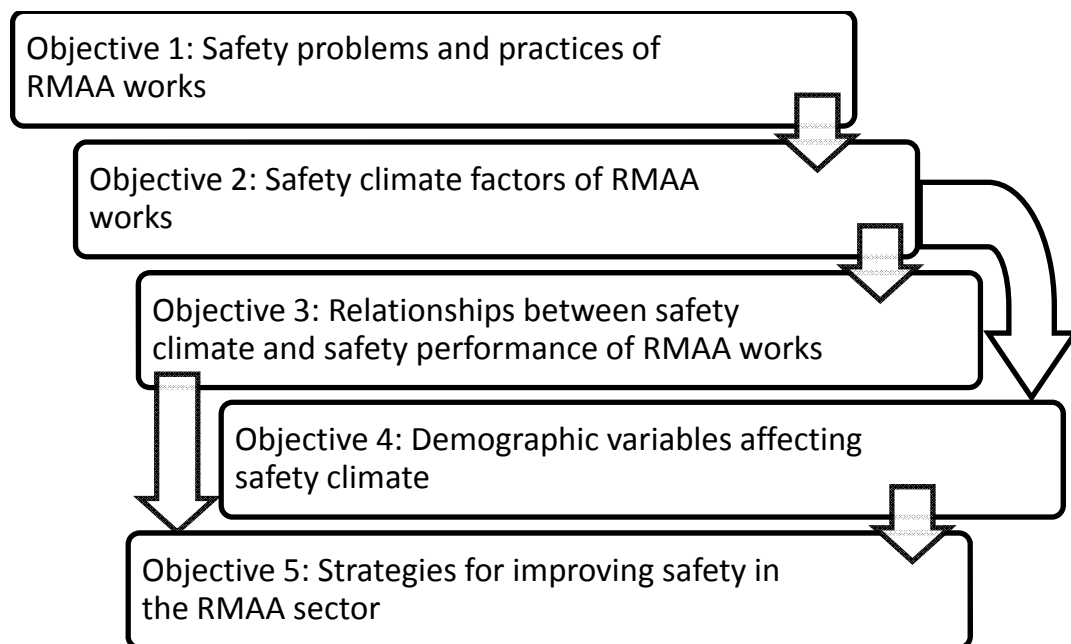 Objective 1: Safety problems and practices of
RMAA works
Objective 2: Safety climate factors of RMAA
works
Objective 3: Relationships between safety
climate and safety performance of RMAA works
Objective 4: Demographic variables affecting
safety climate
Objective 5: Strategies for improving safety in
the RMAA sector